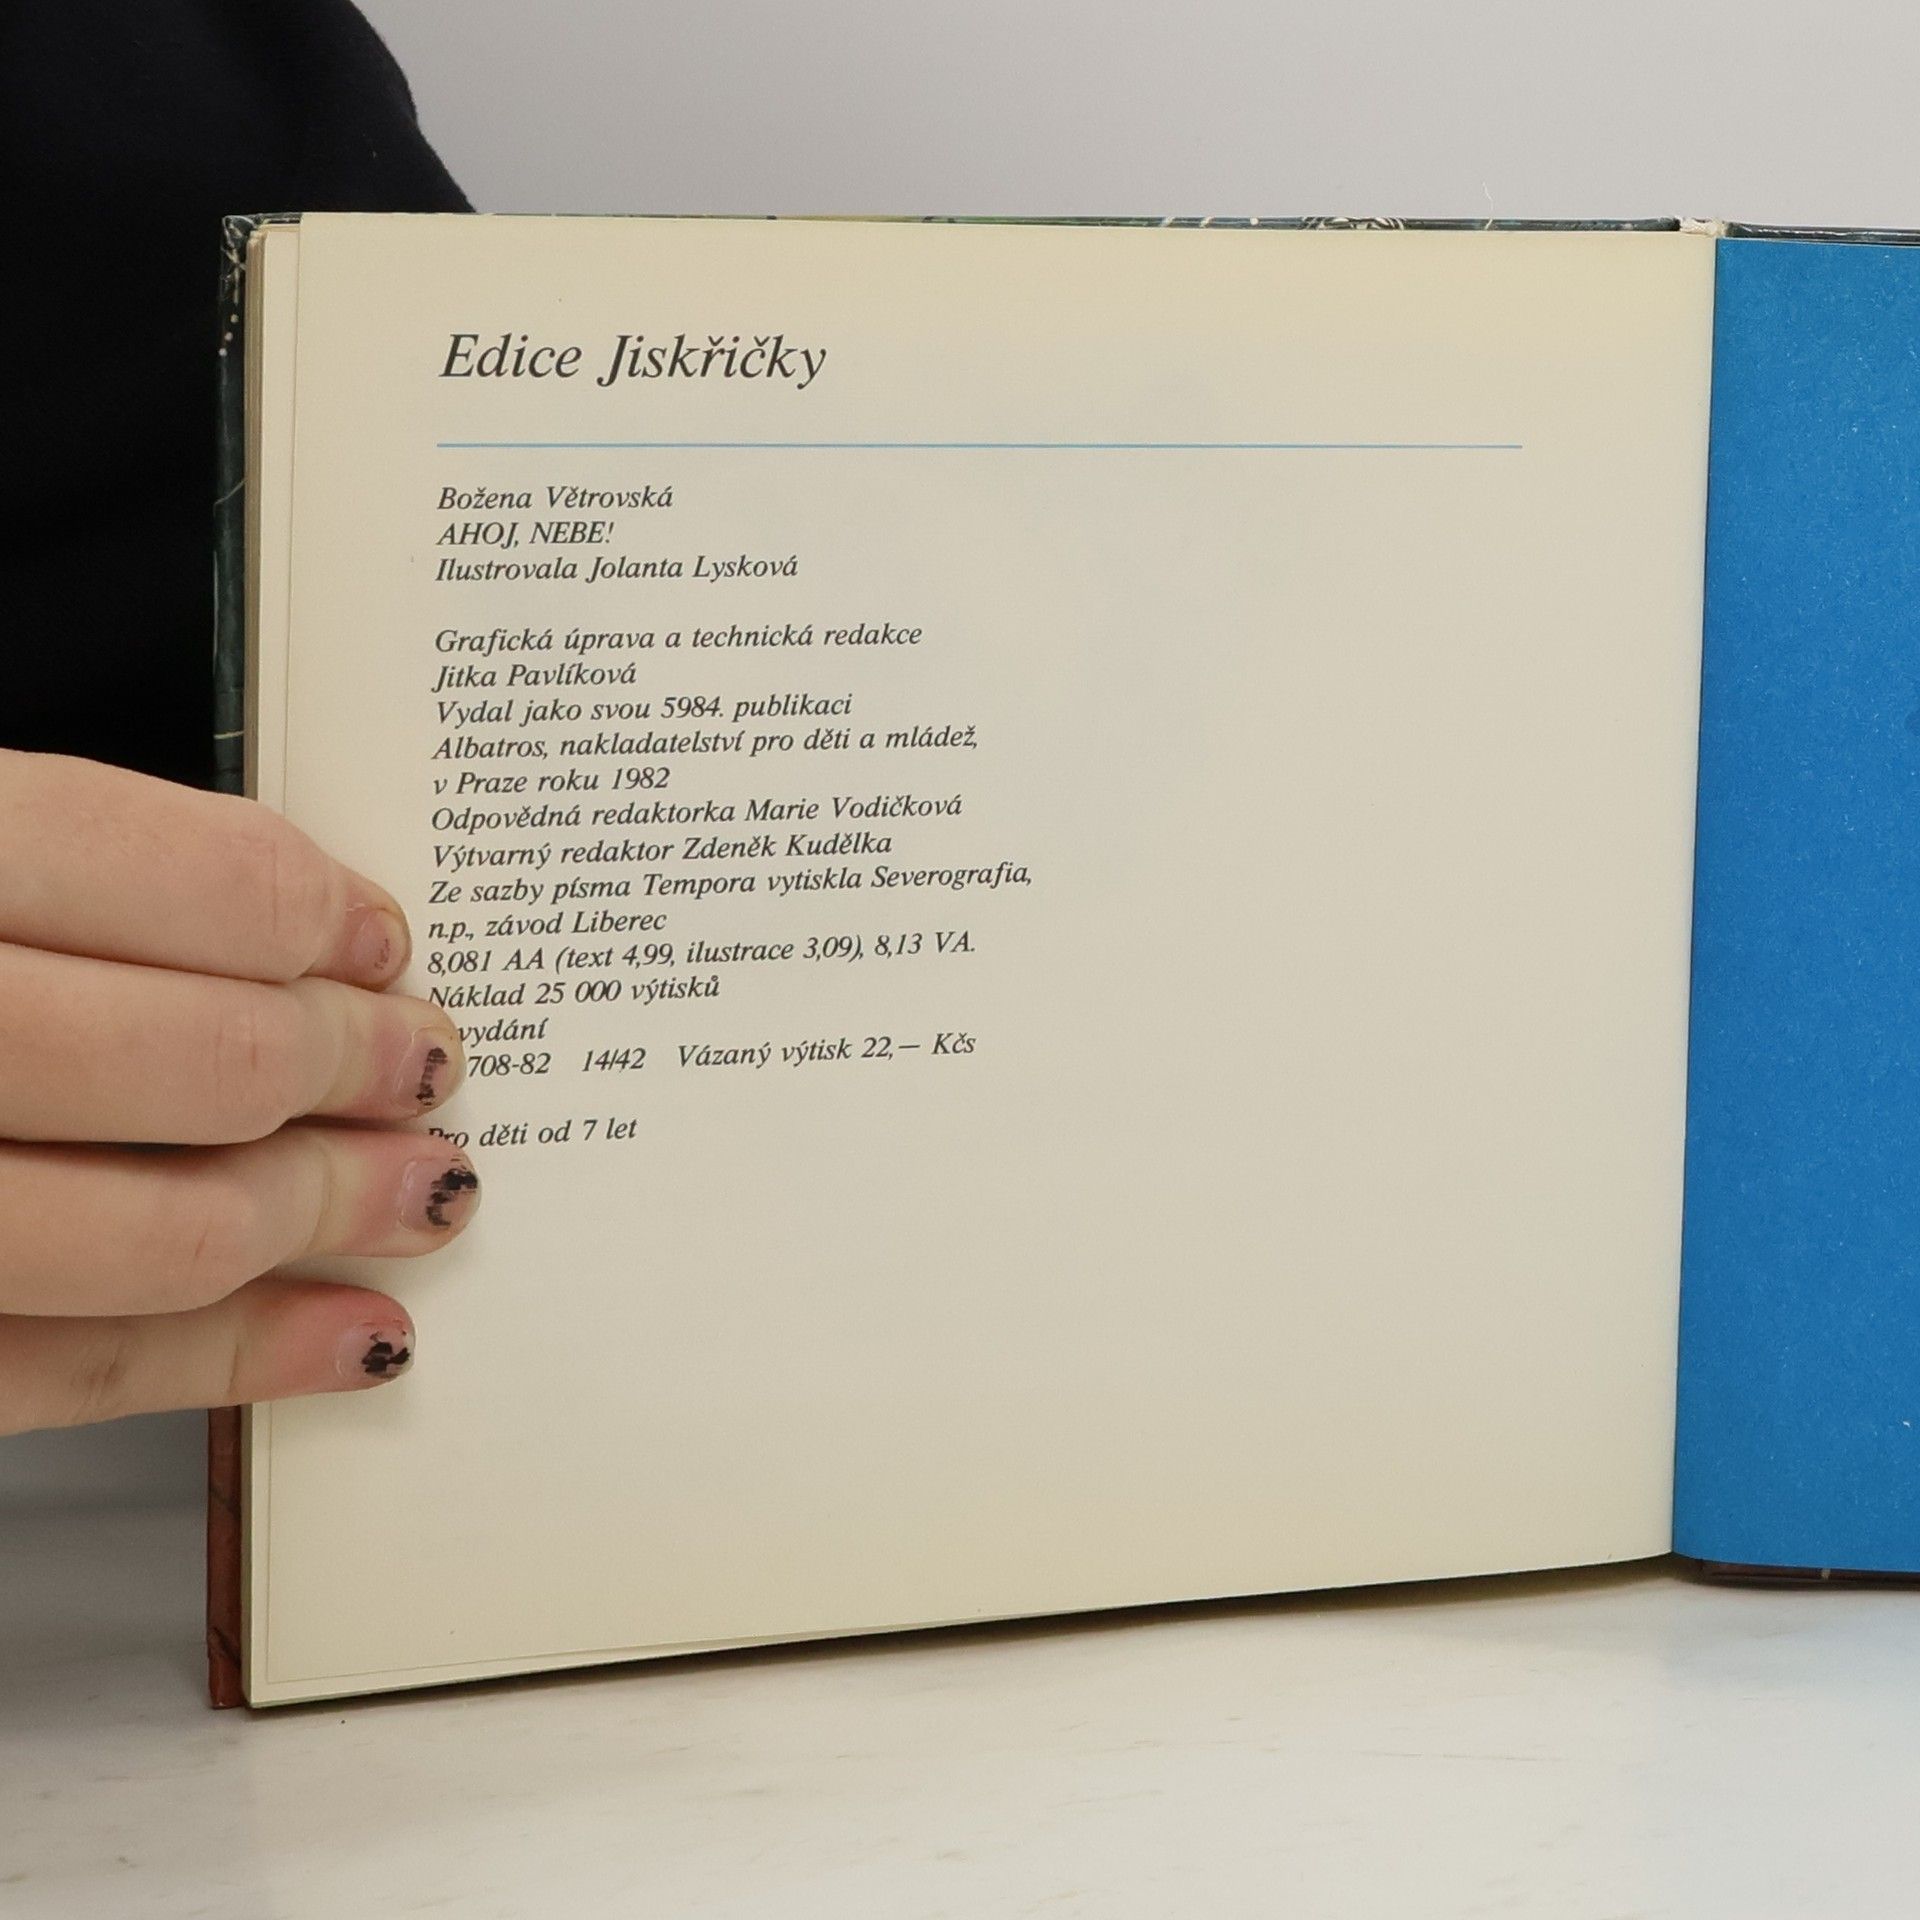 Edice Jiskřičky
Božena Větrovská
AHOJ, NEBE!
Ilustrovala Jolanta Lysková
Grafická úprava a technická redakce
Jitka Pavlíková
Vydal jako svou 5984. publikaci
Albatros, nakladatelství pro děti a mládež,
v Praze roku 1982
Odpovědná redaktorka Marie Vodičková
Výtvarný redaktor Zdeněk Kudělka
Ze sazby písma Tempora vytiskla Severografia,
n.p., závod Liberec
8,081 AA (text 4,99, ilustrace 3,09), 8,13 VA.
Náklad 25 000 výtisků
vydání
708-82 14/42 Vázaný výtisk 22,— Kčs
Pro děti od 7 let